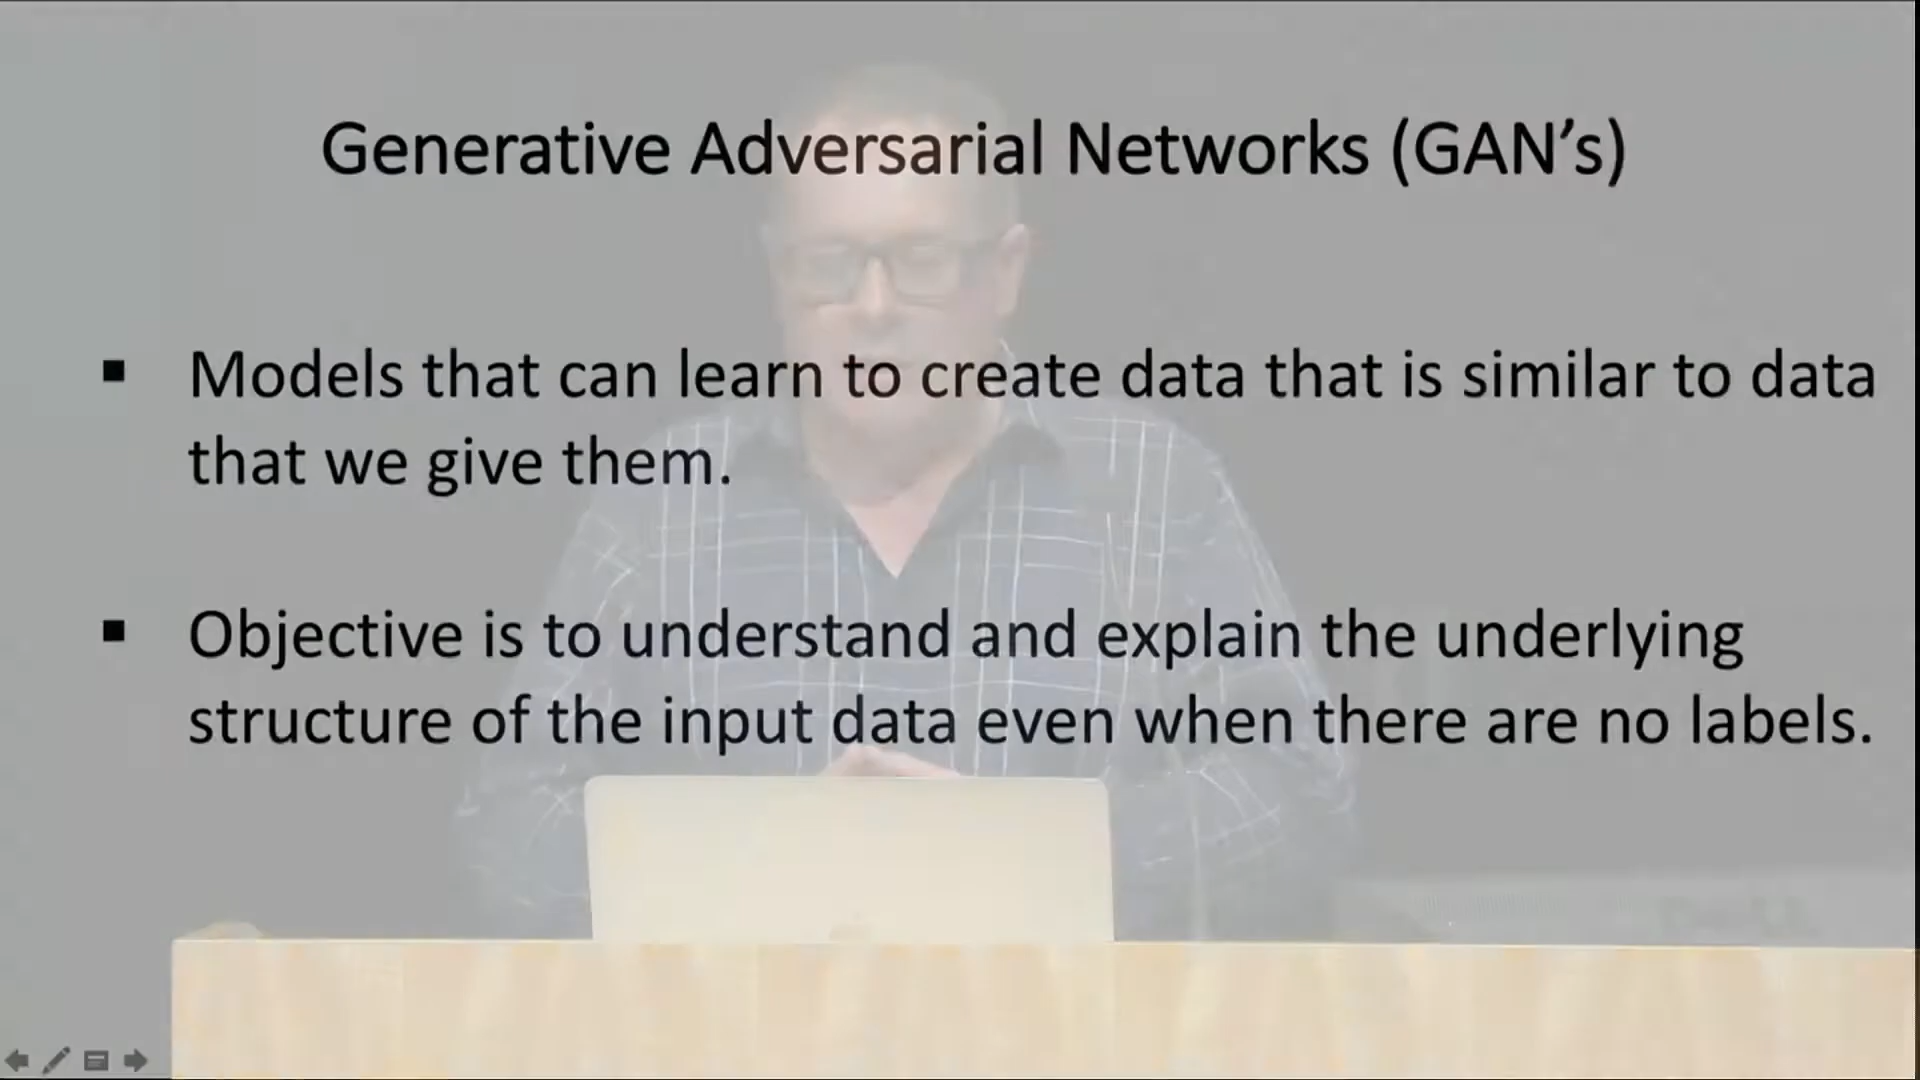 Generative Adversarial Networks (GAN’s)
▪ Models that can learn to create data that is similar to data
that we give them.
▪ Objective is to understand and explain the underlying
structure of the input data even when there are no labels.